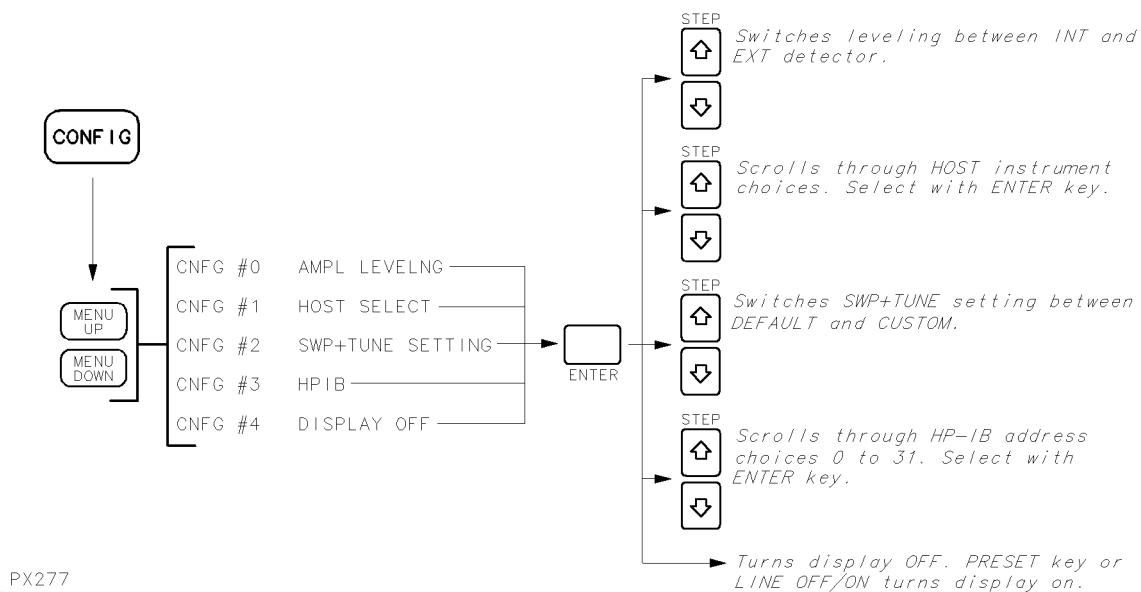 CONFIG
MENU
UP
MENU
DOWN
CNFG #0 AMPL LEVELNG
CNFG #1 HOST SELECT
CNFG #2 SWP+TUNE SETTING
CNFG #3 HPIB
CNFG #4 DISPLAY OFF
ENTER
STEP
Switches leveling between INT and
EXT detector.
STEP
Scrolls through HOST instrument
choices. Select with ENTER key.
STEP
Switches SWP+TUNE setting between
DEFAULT and CUSTOM.
STEP
Scrolls through HP-IB address
choices 0 to 31. Select with
ENTER key.
Turns display OFF. PRESET key or
LINE OFF/ON turns display on.
PX277